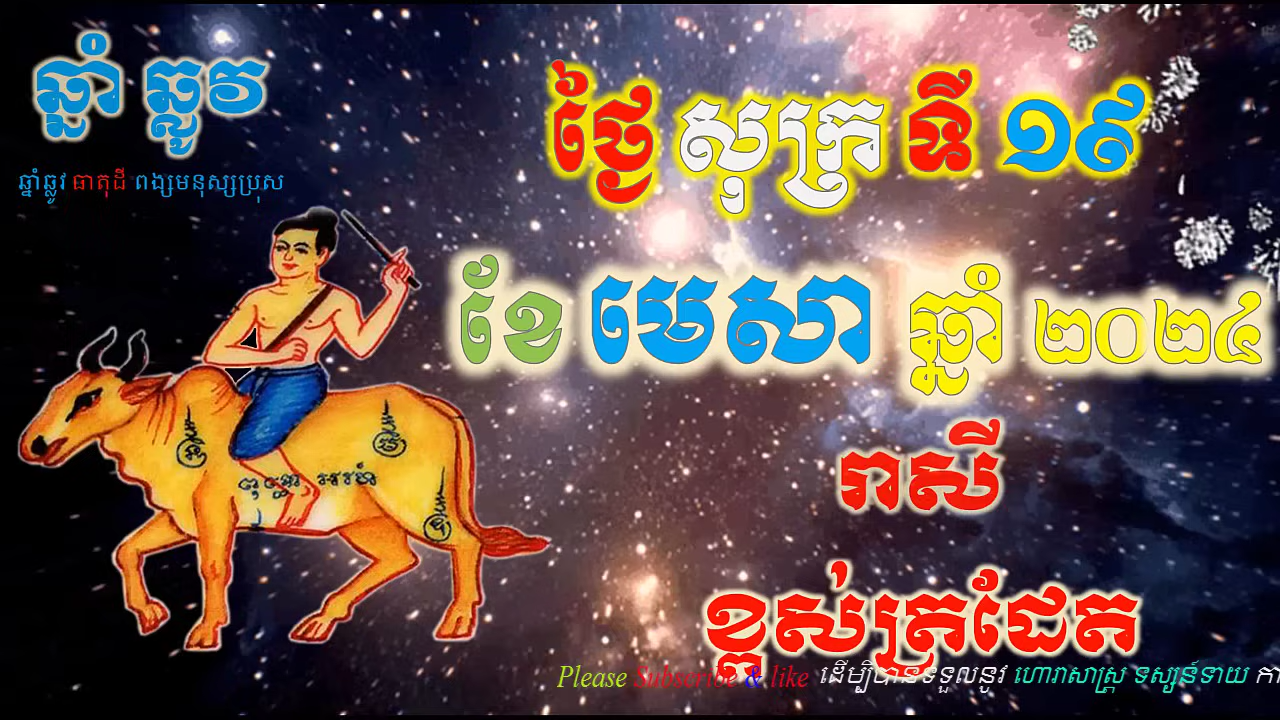 ឆ្នាំ ឆ្លូវ
ឆ្នាំឆ្លូវ ធាតុដី ពង្សមនុស្សប្រុស
ថ្ងៃ សុក្រ ទី ១៩
ខែ មេសា ឆ្នាំ ២០២៤
រាសី
ខ្ពស់ត្រដែត
Please Subscribe & like ដើម្បីបានទទួលនូវ ហោរាសាស្ត្រ ទស្សន៍ទាយ